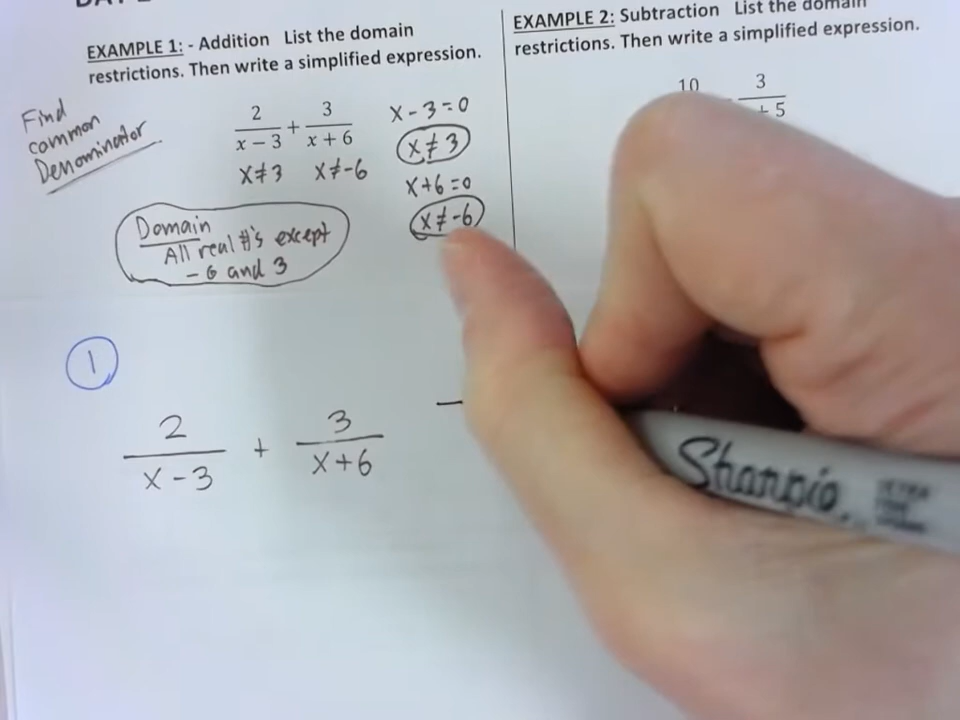 EXAMPLE 1: - Addition List the domain
restrictions. Then write a simplified expression.
Find
common
Denominator
2/(x − 3) + 3/(x + 6)
x≠3 x≠-6
x-3=0
x≠3
x+6=0
x≠-6
Domain
All real #'s except
-6 and 3
EXAMPLE 2: Subtraction List the domain
restrictions. Then write a simplified expression.
10 3
+ 5
1
2/(x-3) + 3/(x+6)
Sharpie